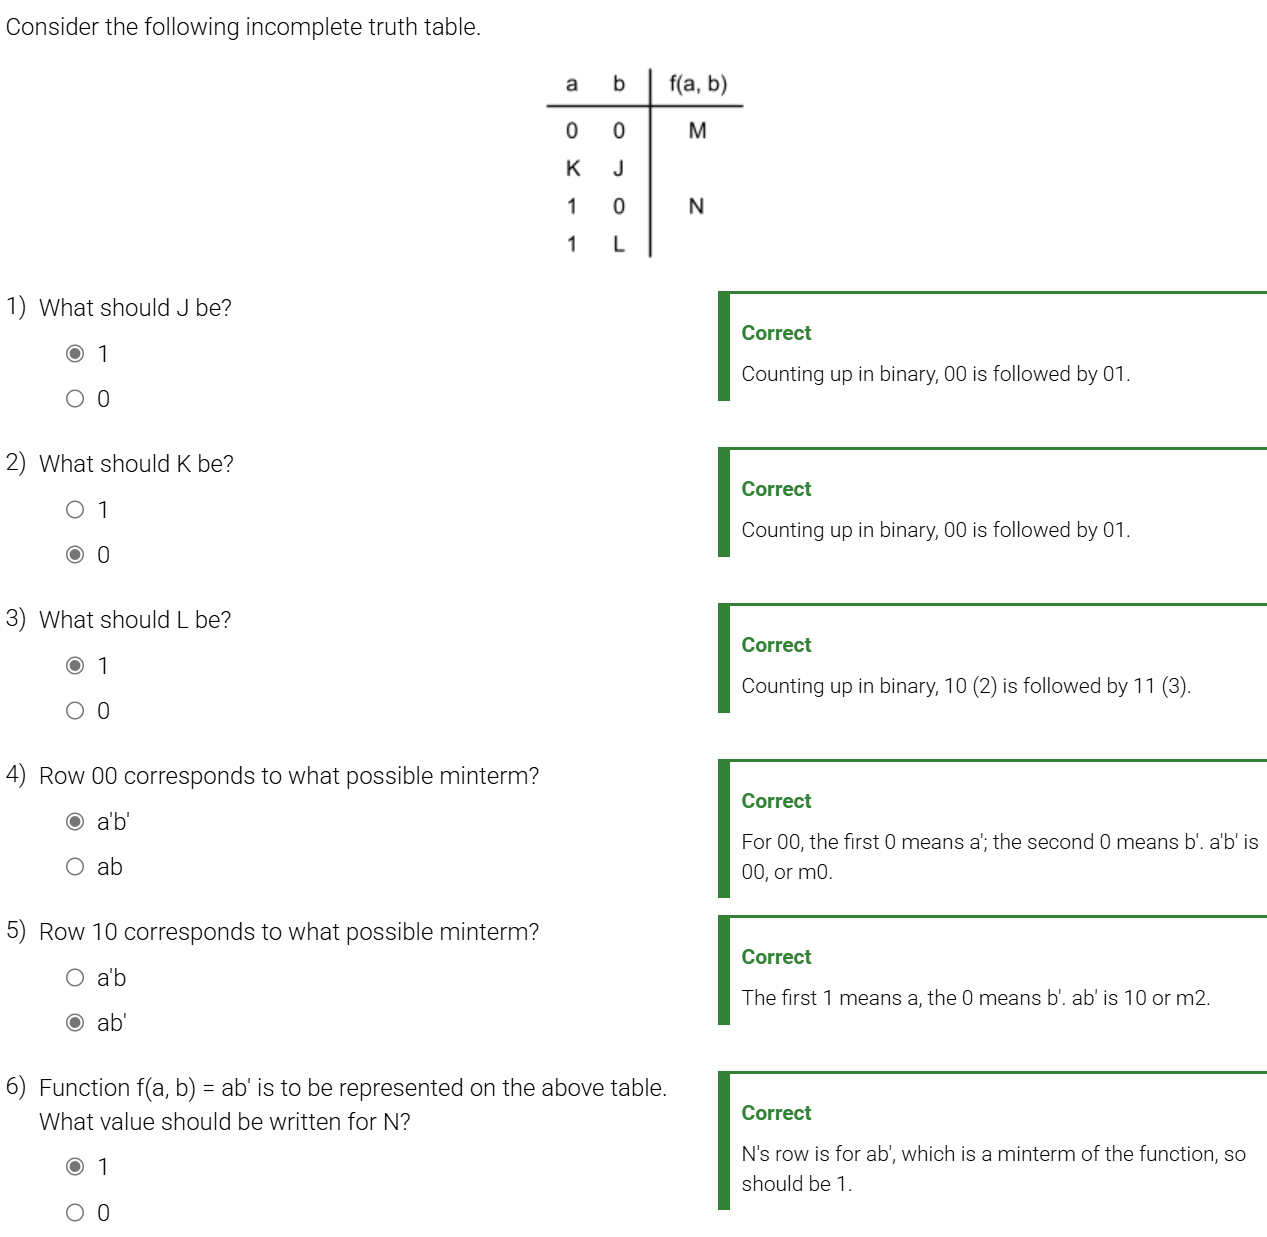 Consider the following incomplete truth table.
a b f(a, b)
0 0 M
K J
1 0 N
1 L
1) What should J be?
1
0
Correct
Counting up in binary, 00 is followed by 01.
2) What should K be?
1
0
Correct
Counting up in binary, 00 is followed by 01.
3) What should L be?
1
0
Correct
Counting up in binary, 10 (2) is followed by 11 (3).
4) Row 00 corresponds to what possible minterm?
a'b'
ab
Correct
For 00, the first 0 means a'; the second 0 means b'. a'b' is
00, or m0.
5) Row 10 corresponds to what possible minterm?
a'b
ab'
Correct
The first 1 means a, the 0 means b'. ab' is 10 or m2.
6) Function f(a, b) = ab' is to be represented on the above table.
What value should be written for N?
1
0
Correct
N's row is for ab', which is a minterm of the function, so
should be 1.